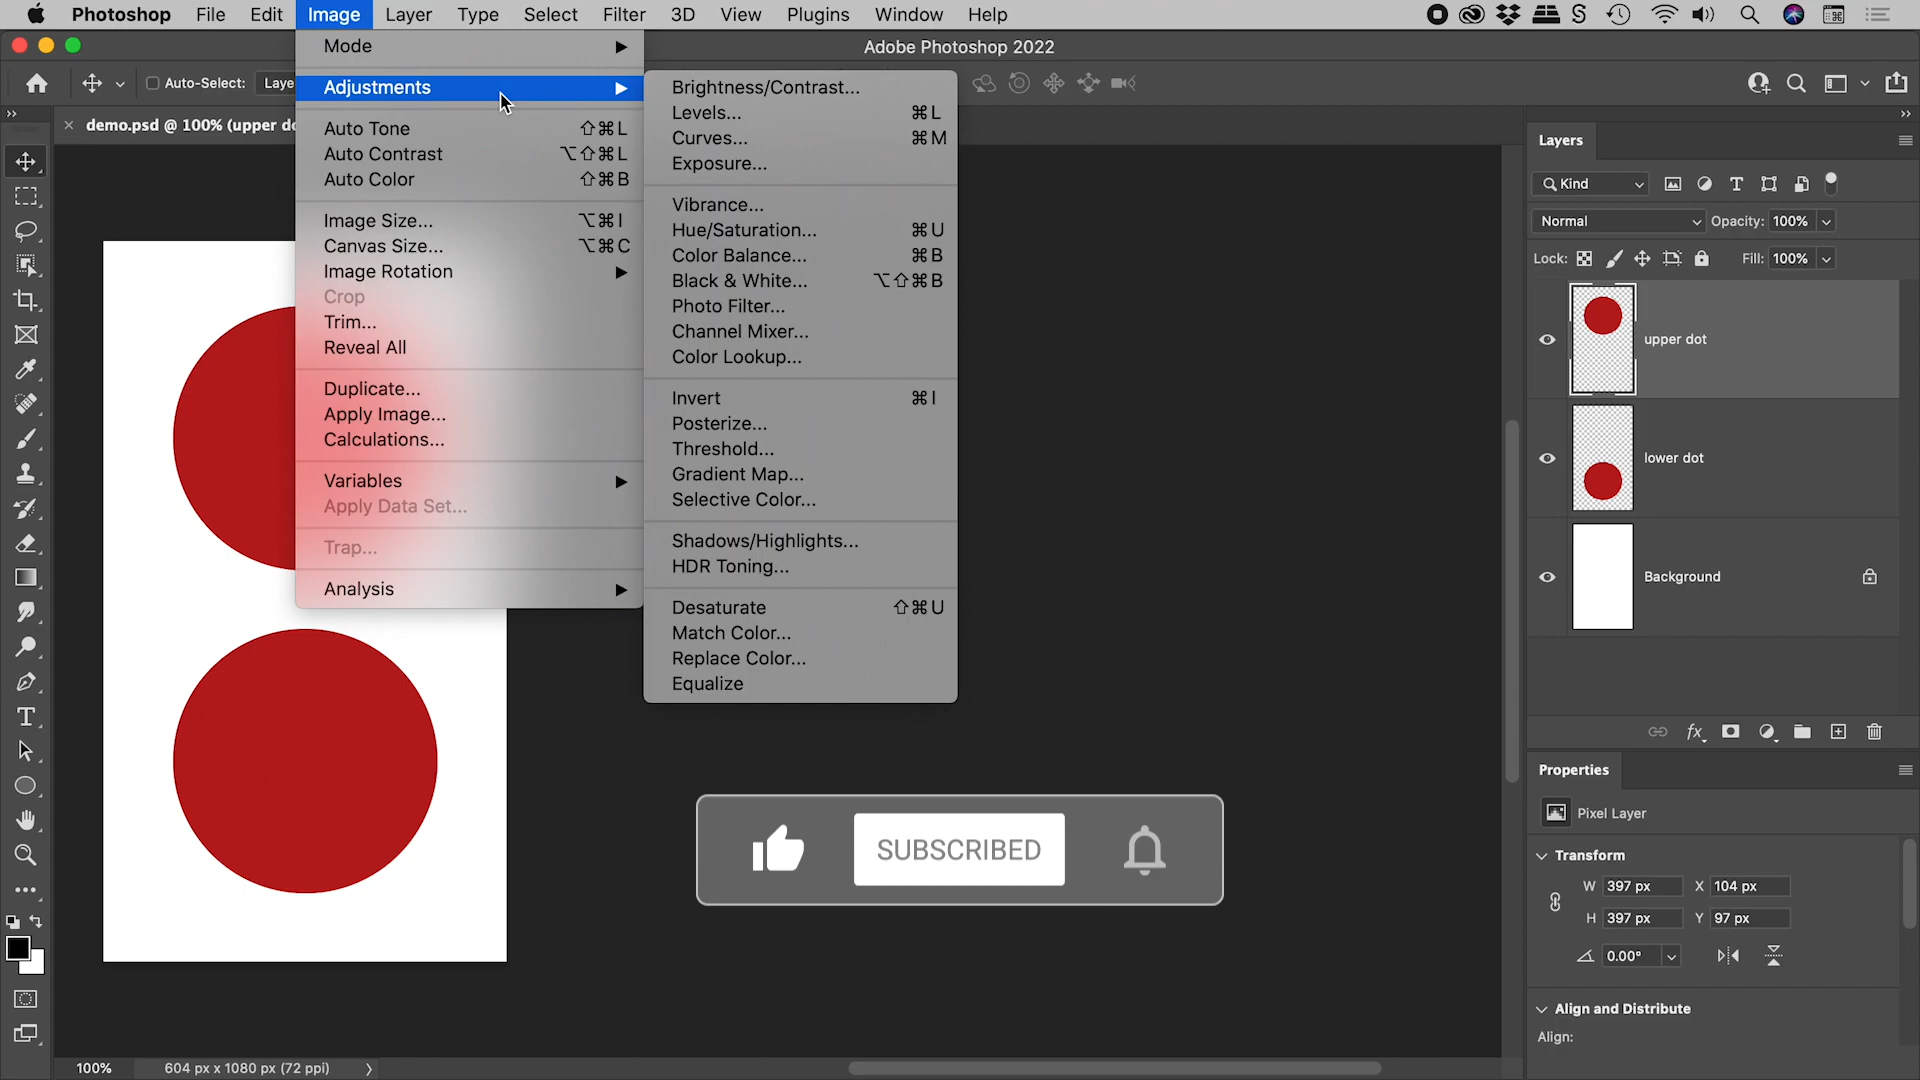 Photoshop File Edit Image Layer Type Select Filter 3D View Plugins Window Help
Adobe Photoshop 2022
Auto-Select: Laye
demo.psd @ 100% (upper do
Mode
Adjustments
Auto Tone ⇧⌘L
Auto Contrast ⌥⇧⌘L
Auto Color ⇧⌘B
Image Size... ⌥⌘I
Canvas Size... ⌥⌘C
Image Rotation
Crop
Trim...
Reveal All
Duplicate...
Apply Image...
Calculations...
Variables
Apply Data Set...
Trap...
Analysis
Brightness/Contrast...
Levels... ⌘L
Curves... ⌘M
Exposure...
Vibrance...
Hue/Saturation... ⌘U
Color Balance... ⌘B
Black & White... ⌥⇧⌘B
Photo Filter...
Channel Mixer...
Color Lookup...
Invert ⌘I
Posterize...
Threshold...
Gradient Map...
Selective Color...
Shadows/Highlights...
HDR Toning...
Desaturate ⇧⌘U
Match Color...
Replace Color...
Equalize
SUBSCRIBED
Layers
Kind
Normal Opacity: 100%
Lock: Fill: 100%
upper dot
lower dot
Background
fx
Properties
Pixel Layer
Transform
W 397 px X 104 px
H 397 px Y 97 px
0.00°
Align and Distribute
Align:
100% 604 px x 1080 px (72 ppi)